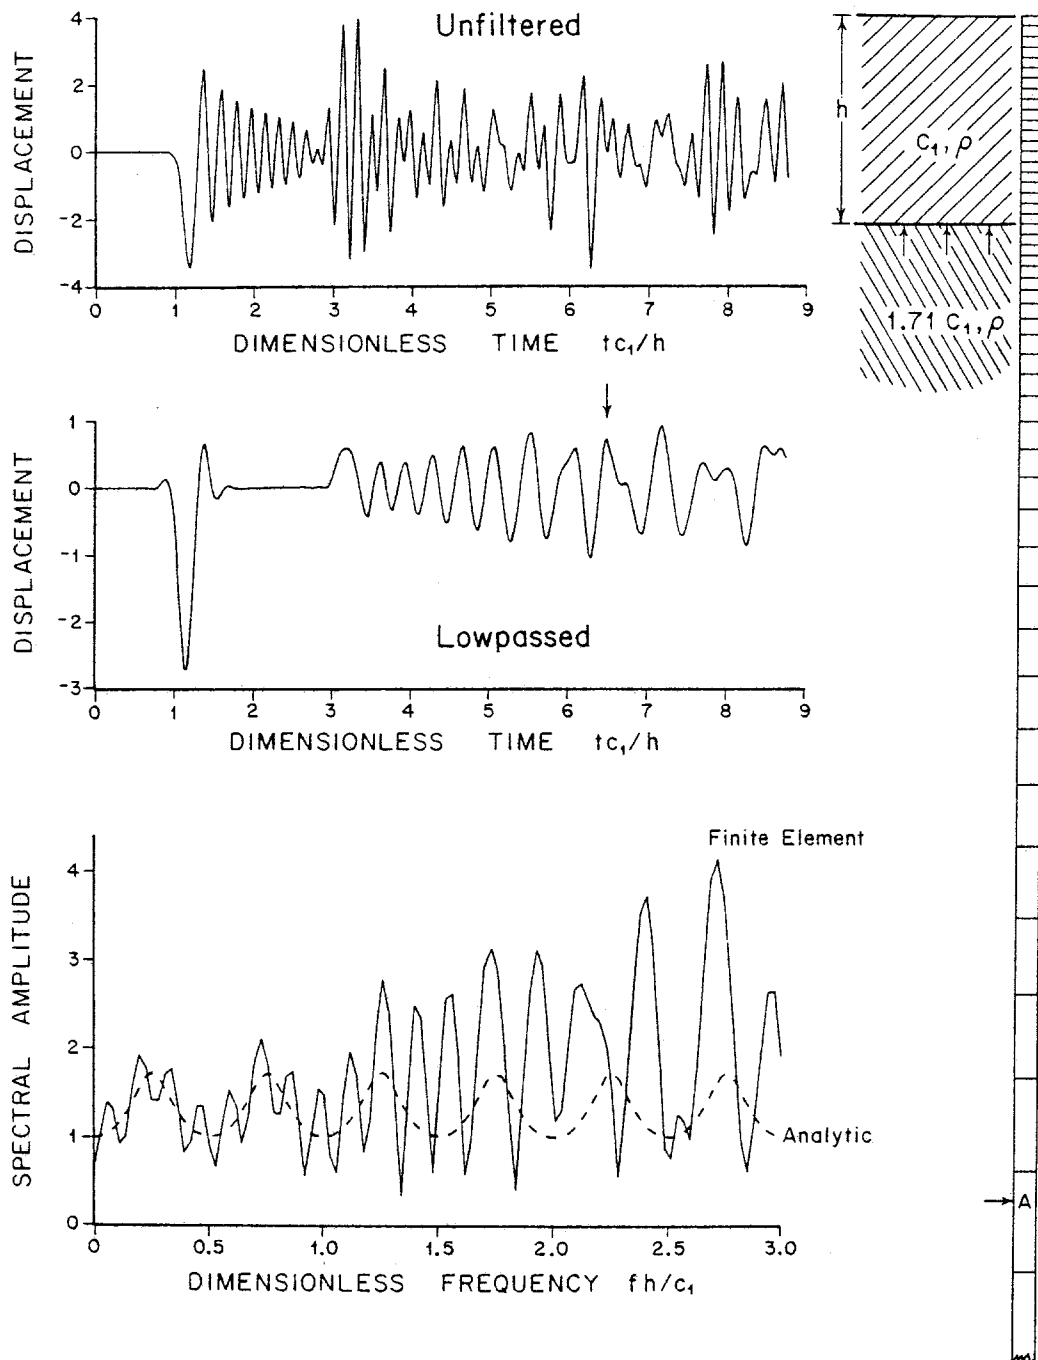 Unfiltered
DISPLACEMENT
4
2
0
-2
-4
0 1 2 3 4 5 6 7 8 9
DIMENSIONLESS TIME tc₁/h
h
C₁, ρ
1.71 C₁, ρ
DISPLACEMENT
1
0
-1
-2
-3
Lowpassed
0 1 2 3 4 5 6 7 8 9
DIMENSIONLESS TIME tc₁/h
SPECTRAL AMPLITUDE
4
3
2
1
0
Finite Element
Analytic
A
0 0.5 1.0 1.5 2.0 2.5 3.0
DIMENSIONLESS FREQUENCY fh/c₁